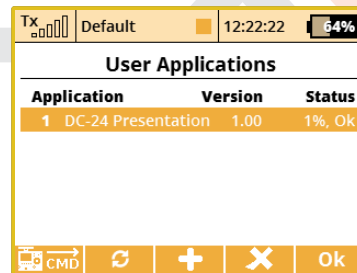 Tx Default 12:22:22 64%
User Applications
Application Version Status
1 DC-24 Presentation 1.00 1%, Ok
CMD Ok